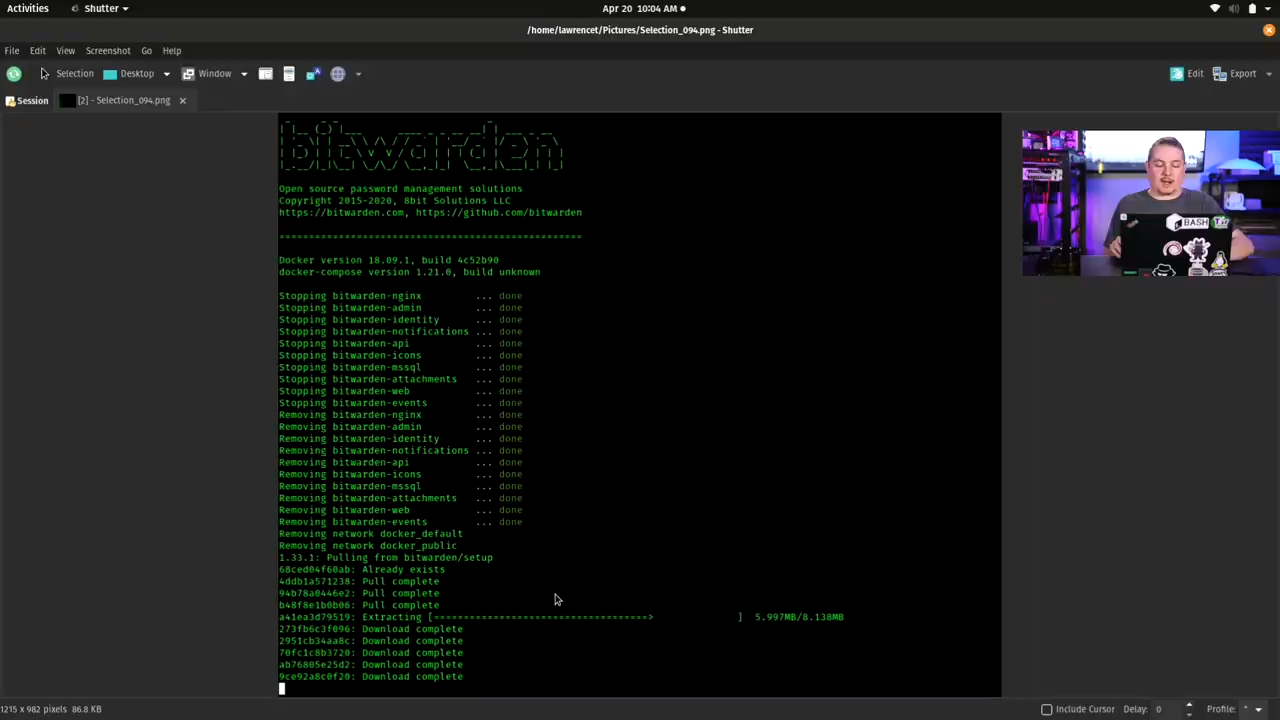 Activities
Shutter
Apr 20 10:04 AM
/home/lawrencet/Pictures/Selection_094.png - Shutter
File Edit View Screenshot Go Help
Selection Desktop Window Edit Export
Session [2] - Selection_094.png
bitwarden
Open source password management solutions
Copyright 2015-2020, 8bit Solutions LLC
https://bitwarden.com, https://github.com/bitwarden
===================================================
Docker version 18.09.1, build 4c52b90
docker-compose version 1.21.0, build unknown
Stopping bitwarden-nginx ... done
Stopping bitwarden-admin ... done
Stopping bitwarden-identity ... done
Stopping bitwarden-notifications ... done
Stopping bitwarden-api ... done
Stopping bitwarden-icons ... done
Stopping bitwarden-mssql ... done
Stopping bitwarden-attachments ... done
Stopping bitwarden-web ... done
Stopping bitwarden-events ... done
Removing bitwarden-nginx ... done
Removing bitwarden-admin ... done
Removing bitwarden-identity ... done
Removing bitwarden-notifications ... done
Removing bitwarden-api ... done
Removing bitwarden-icons ... done
Removing bitwarden-mssql ... done
Removing bitwarden-attachments ... done
Removing bitwarden-web ... done
Removing bitwarden-events ... done
Removing network docker_default
Removing network docker_public
1.33.1: Pulling from bitwarden/setup
68ced04f60ab: Already exists
4ddb1a571238: Pull complete
94b78a0446e2: Pull complete
b48f8e1b0b06: Pull complete
a41ea3d79519: Extracting [====================================> ] 5.997MB/8.138MB
273fb6c3f096: Download complete
2951cb34aa8c: Download complete
70fc1c8b3720: Download complete
ab76805e25d2: Download complete
9ce92a8c0f20: Download complete
BASH
1215 x 982 pixels 86.8 KB
Include Cursor Delay: 0 Profile: